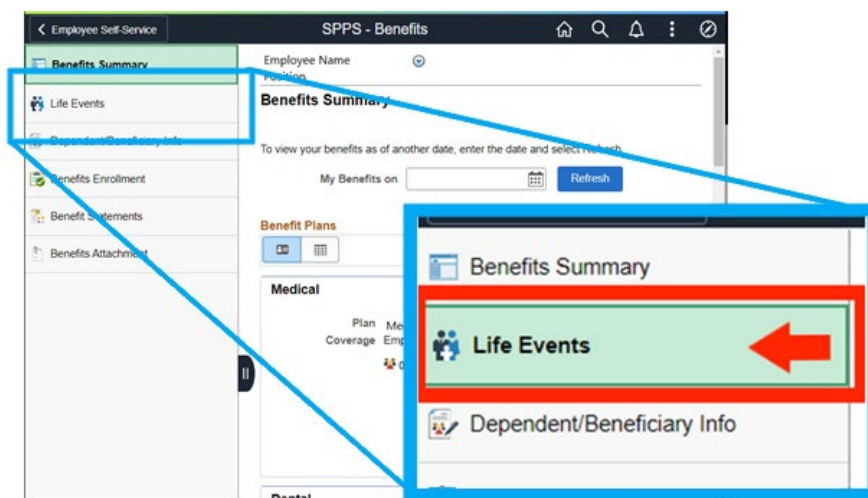 Employee Self-Service
SPPS - Benefits
Benefits Summary
Life Events
Dependent/Beneficiary Info
Benefits Enrollment
Benefit Statements
Benefits Attachment
Employee Name
Position
Benefits Summary
To view your benefits as of another date, enter the date and select Refresh.
My Benefits on
Refresh
Benefit Plans
Medical
Plan
Coverage
Dental
Benefits Summary
Life Events
Dependent/Beneficiary Info